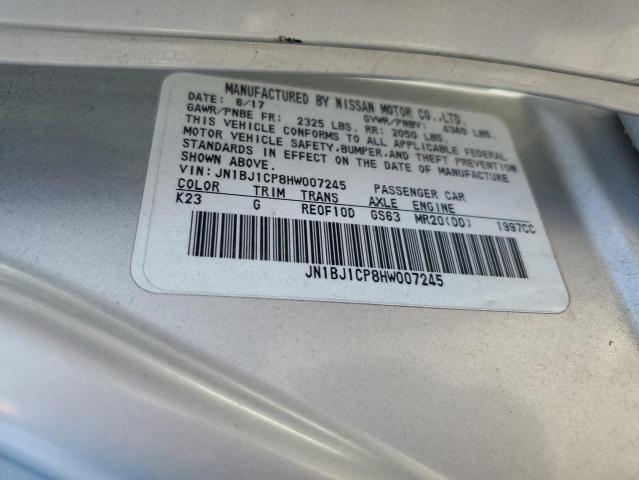 MANUFACTURED BY NISSAN MOTOR CO.,LTD.
DATE: 6/17 GVWR/PNBV: 4340 LBS.
GAWR/PNBE FR: 2325 LBS. RR: 2050 LBS.
THIS VEHICLE CONFORMS TO ALL APPLICABLE FEDERAL
MOTOR VEHICLE SAFETY,BUMPER,AND THEFT PREVENTION
STANDARDS IN EFFECT ON THE DATE OF MANUFACTURE
SHOWN ABOVE.
VIN: JN1BJ1CP8HW007245 PASSENGER CAR
COLOR TRIM TRANS AXLE ENGINE
K23 G RE0F10D GS63 MR20(DD) 1997CC
JN1BJ1CP8HW007245